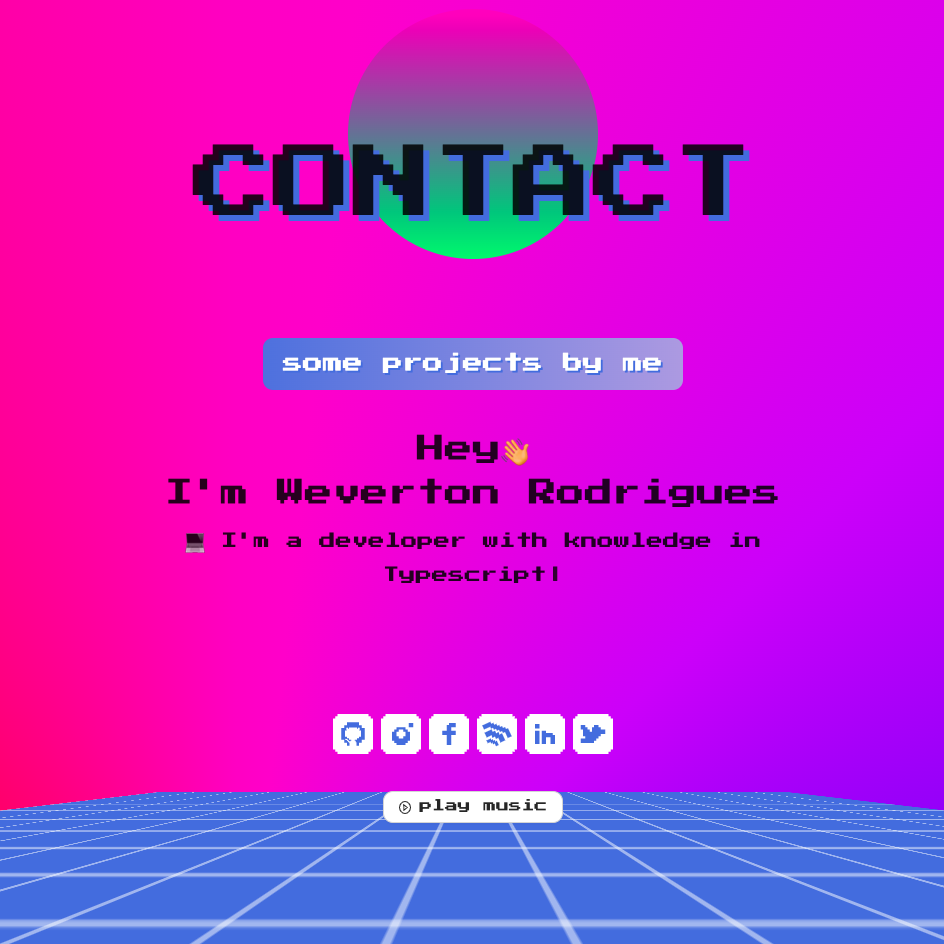 CONTACT
some projects by me
Hey👋
I'm Weverton Rodrigues
💻 I'm a developer with knowledge in
Typescript|
play music